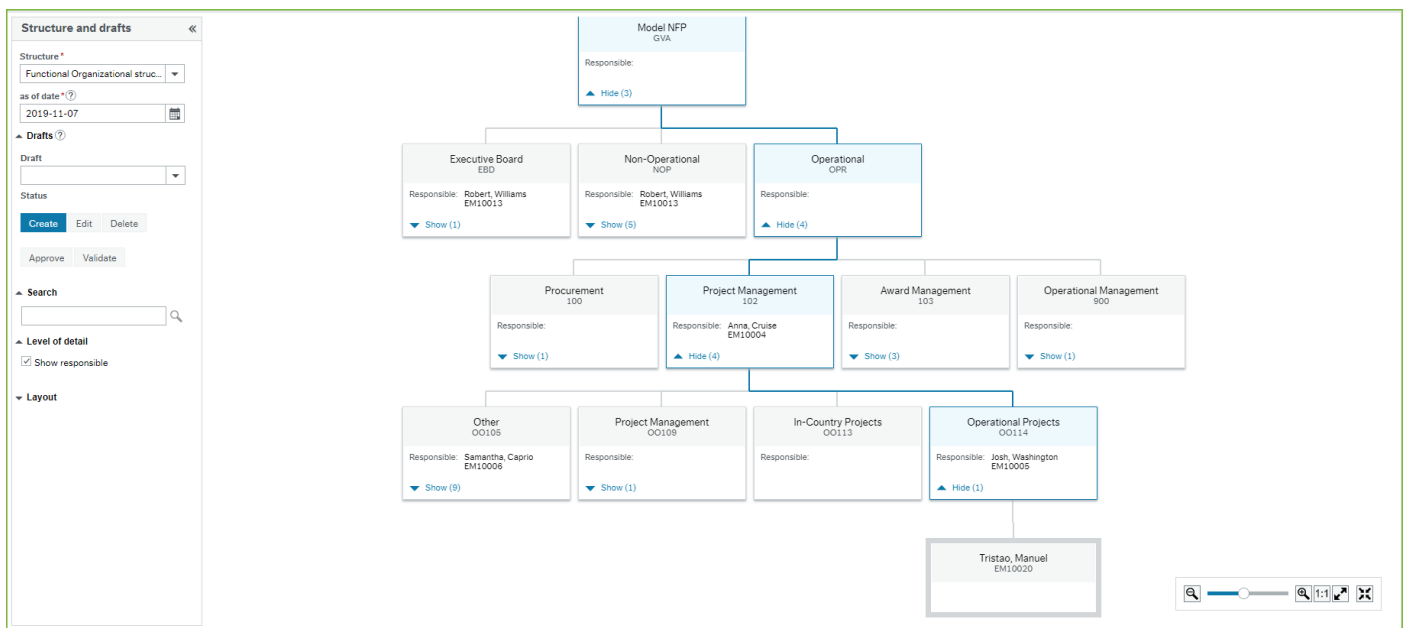 Structure and drafts «
Structure *
Functional Organizational struc...
as of date * ?
2019-11-07
Drafts ?
Draft
Status
Create Edit Delete
Approve Validate
Search
Level of detail
Show responsible
Layout
Model NFP
GVA
Responsible:
Hide (3)
Executive Board
EBD
Responsible: Robert, Williams
EM10013
Show (1)
Non-Operational
NOP
Responsible: Robert, Williams
EM10013
Show (5)
Operational
OPR
Responsible:
Hide (4)
Procurement
100
Responsible:
Show (1)
Project Management
102
Responsible: Anna, Cruise
EM10004
Hide (4)
Award Management
103
Responsible:
Show (3)
Operational Management
900
Responsible:
Show (1)
Other
OO105
Responsible: Samantha, Caprio
EM10006
Show (9)
Project Management
OO109
Responsible:
Show (1)
In-Country Projects
OO113
Responsible:
Operational Projects
OO114
Responsible: Josh, Washington
EM10005
Hide (1)
Tristao, Manuel
EM10020
1:1